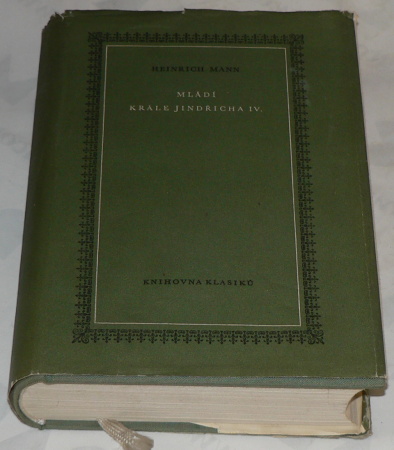 HEINRICH MANN
MLÁDÍ
KRÁLE JINDŘICHA IV.
KNIHOVNA KLASIKŮ